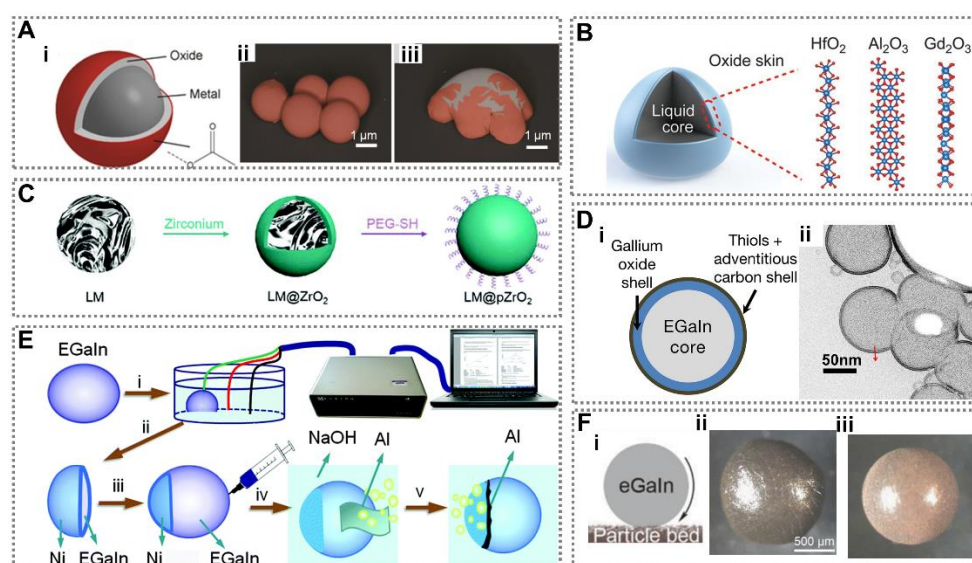 A
i
Oxide
Metal
O
O
ii
1 μm
iii
1 μm
B
Oxide skin
Liquid
core
HfO₂
Al₂O₃
Gd₂O₃
C
LM
Zirconium
LM@ZrO₂
PEG-SH
LM@pZrO₂
D
i
Gallium
oxide
shell
Thiols +
adventitious
carbon shell
EGaIn
core
ii
50nm
E
EGaIn
i
ii
iii
Ni
EGaIn
Ni
EGaIn
NaOH
Al
iv
v
Al
F
i
eGaIn
Particle bed
ii
500 μm
iii